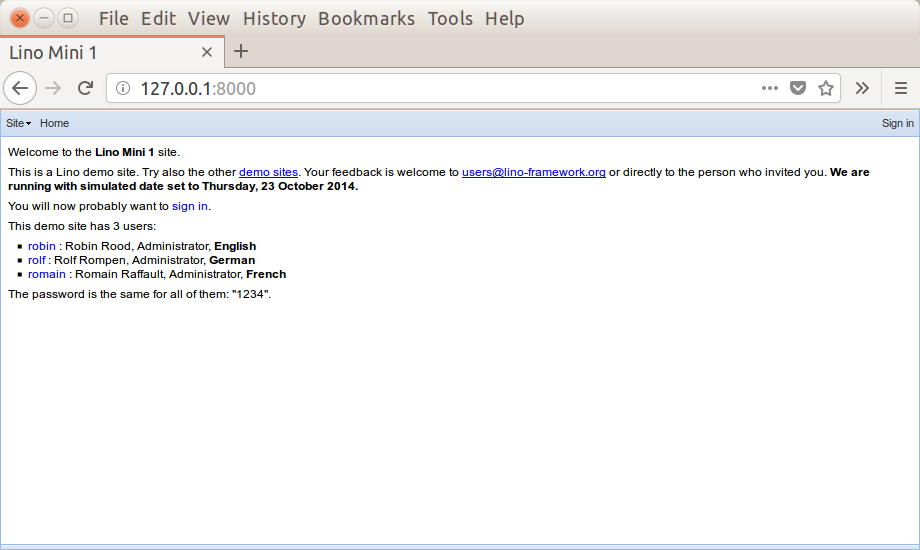 File Edit View History Bookmarks Tools Help
Lino Mini 1
127.0.0.1:8000
Site Home Sign in
Welcome to the Lino Mini 1 site.
This is a Lino demo site. Try also the other demo sites. Your feedback is welcome to users@lino-framework.org or directly to the person who invited you. We are
running with simulated date set to Thursday, 23 October 2014.
You will now probably want to sign in.
This demo site has 3 users:
robin : Robin Rood, Administrator, English
rolf : Rolf Rompen, Administrator, German
romain : Romain Raffault, Administrator, French
The password is the same for all of them: "1234".